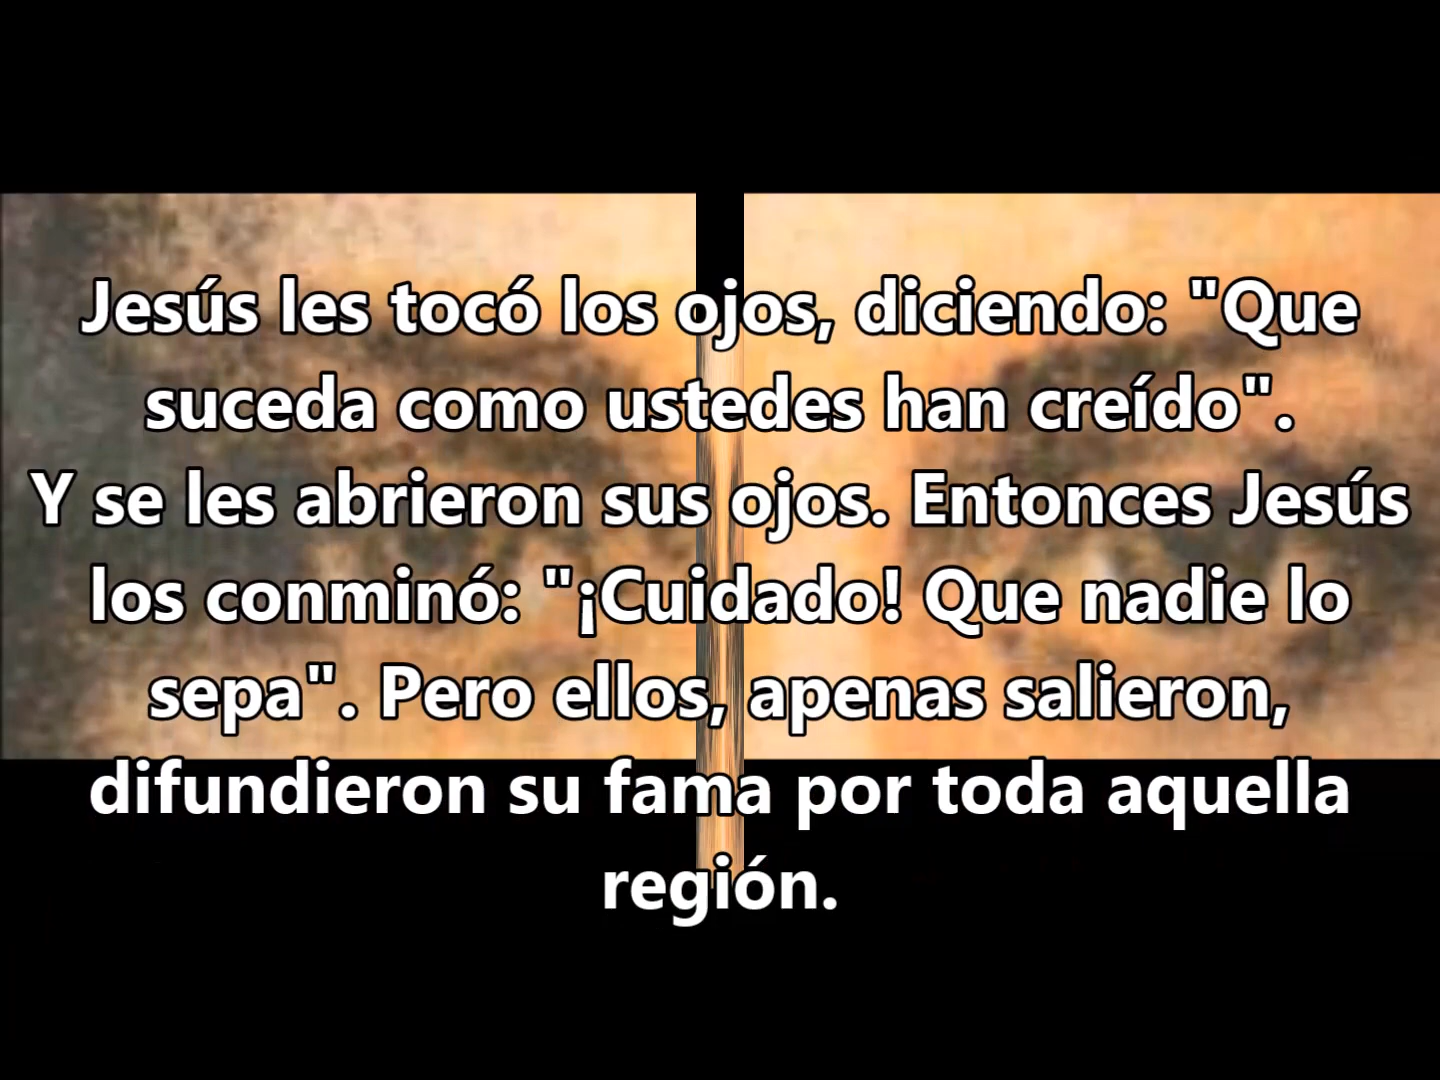 Jesús les tocó los ojos, diciendo: "Que
suceda como ustedes han creído".
Y se les abrieron sus ojos. Entonces Jesús
los conminó: "¡Cuidado! Que nadie lo
sepa". Pero ellos, apenas salieron,
difundieron su fama por toda aquella
región.